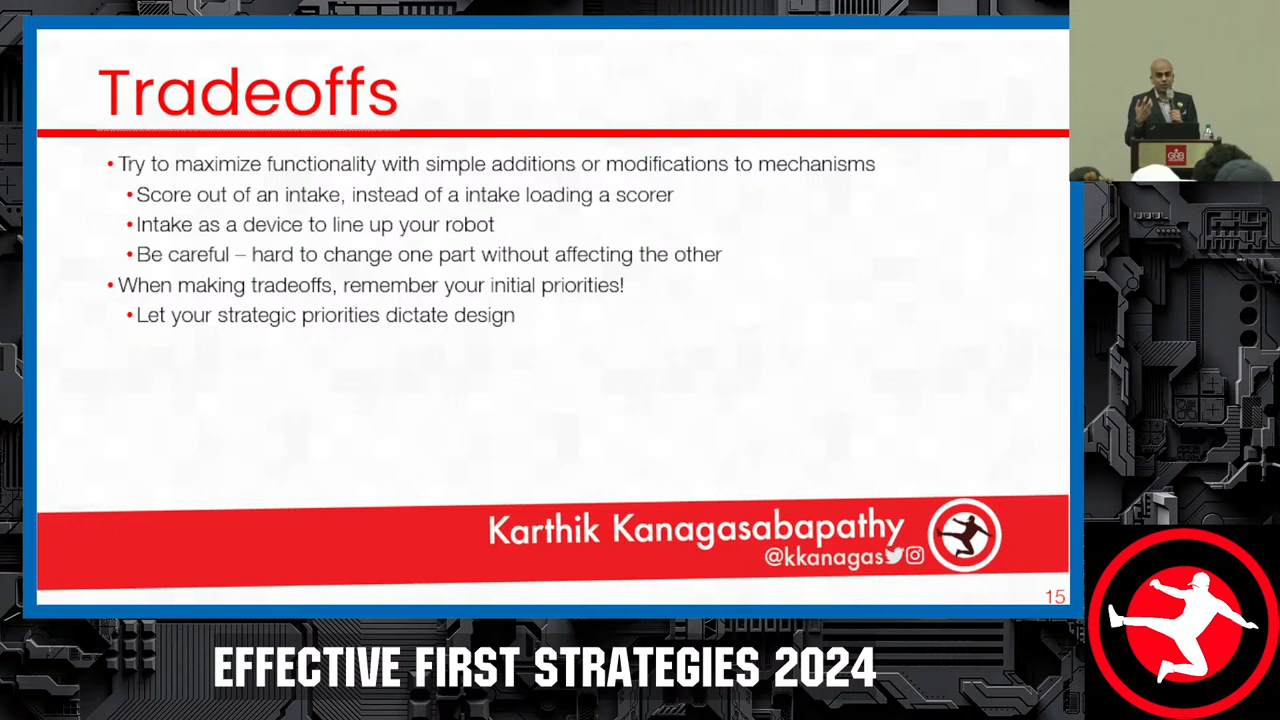 Tradeoffs
• Try to maximize functionality with simple additions or modifications to mechanisms
• Score out of an intake, instead of a intake loading a scorer
• Intake as a device to line up your robot
• Be careful – hard to change one part without affecting the other
• When making tradeoffs, remember your initial priorities!
• Let your strategic priorities dictate design
Karthik Kanagasabapathy
@kkanagas
15
GRB
EFFECTIVE FIRST STRATEGIES 2024